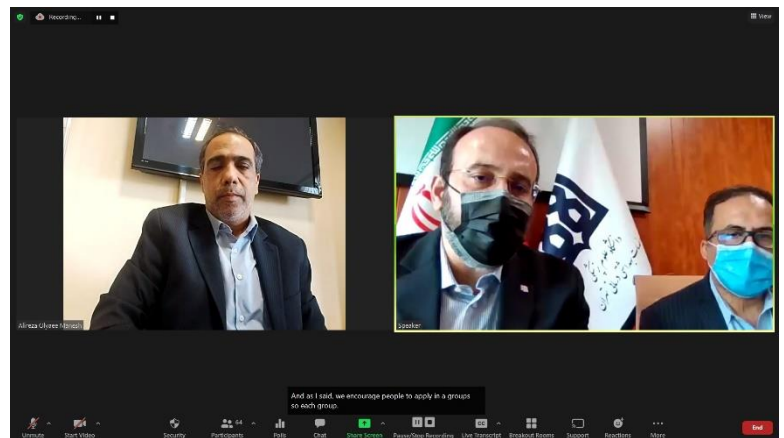 Recording...
View
Alireza Olyaee Manesh
Speaker
And as I said, we encourage people to apply in a groups
so each group.
Unmute
Start Video
Security
64
Participants
Polls
Chat
Share Screen
Pause/Stop Recording
CC
Live Transcript
Breakout Rooms
Support
Reactions
More
End